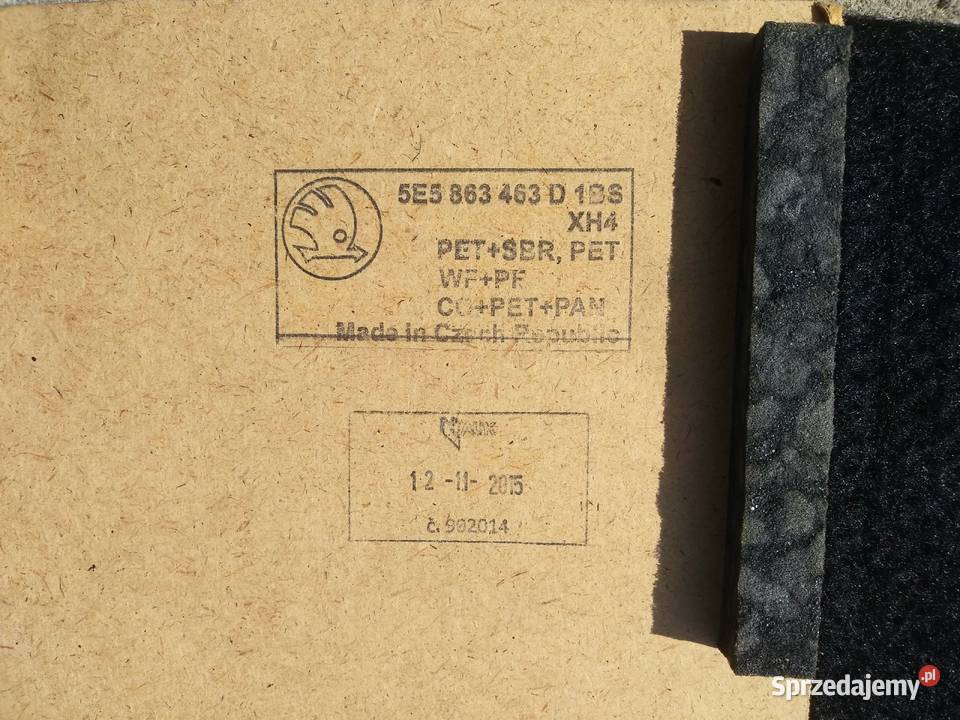 5E5 863 463 D 1BS
XH4
PET+SBR, PET
WF+PF
CO+PET+PAN
Made in Czech Republic
12 -11- 2015
č. 902014
Sprzedajemy.pl